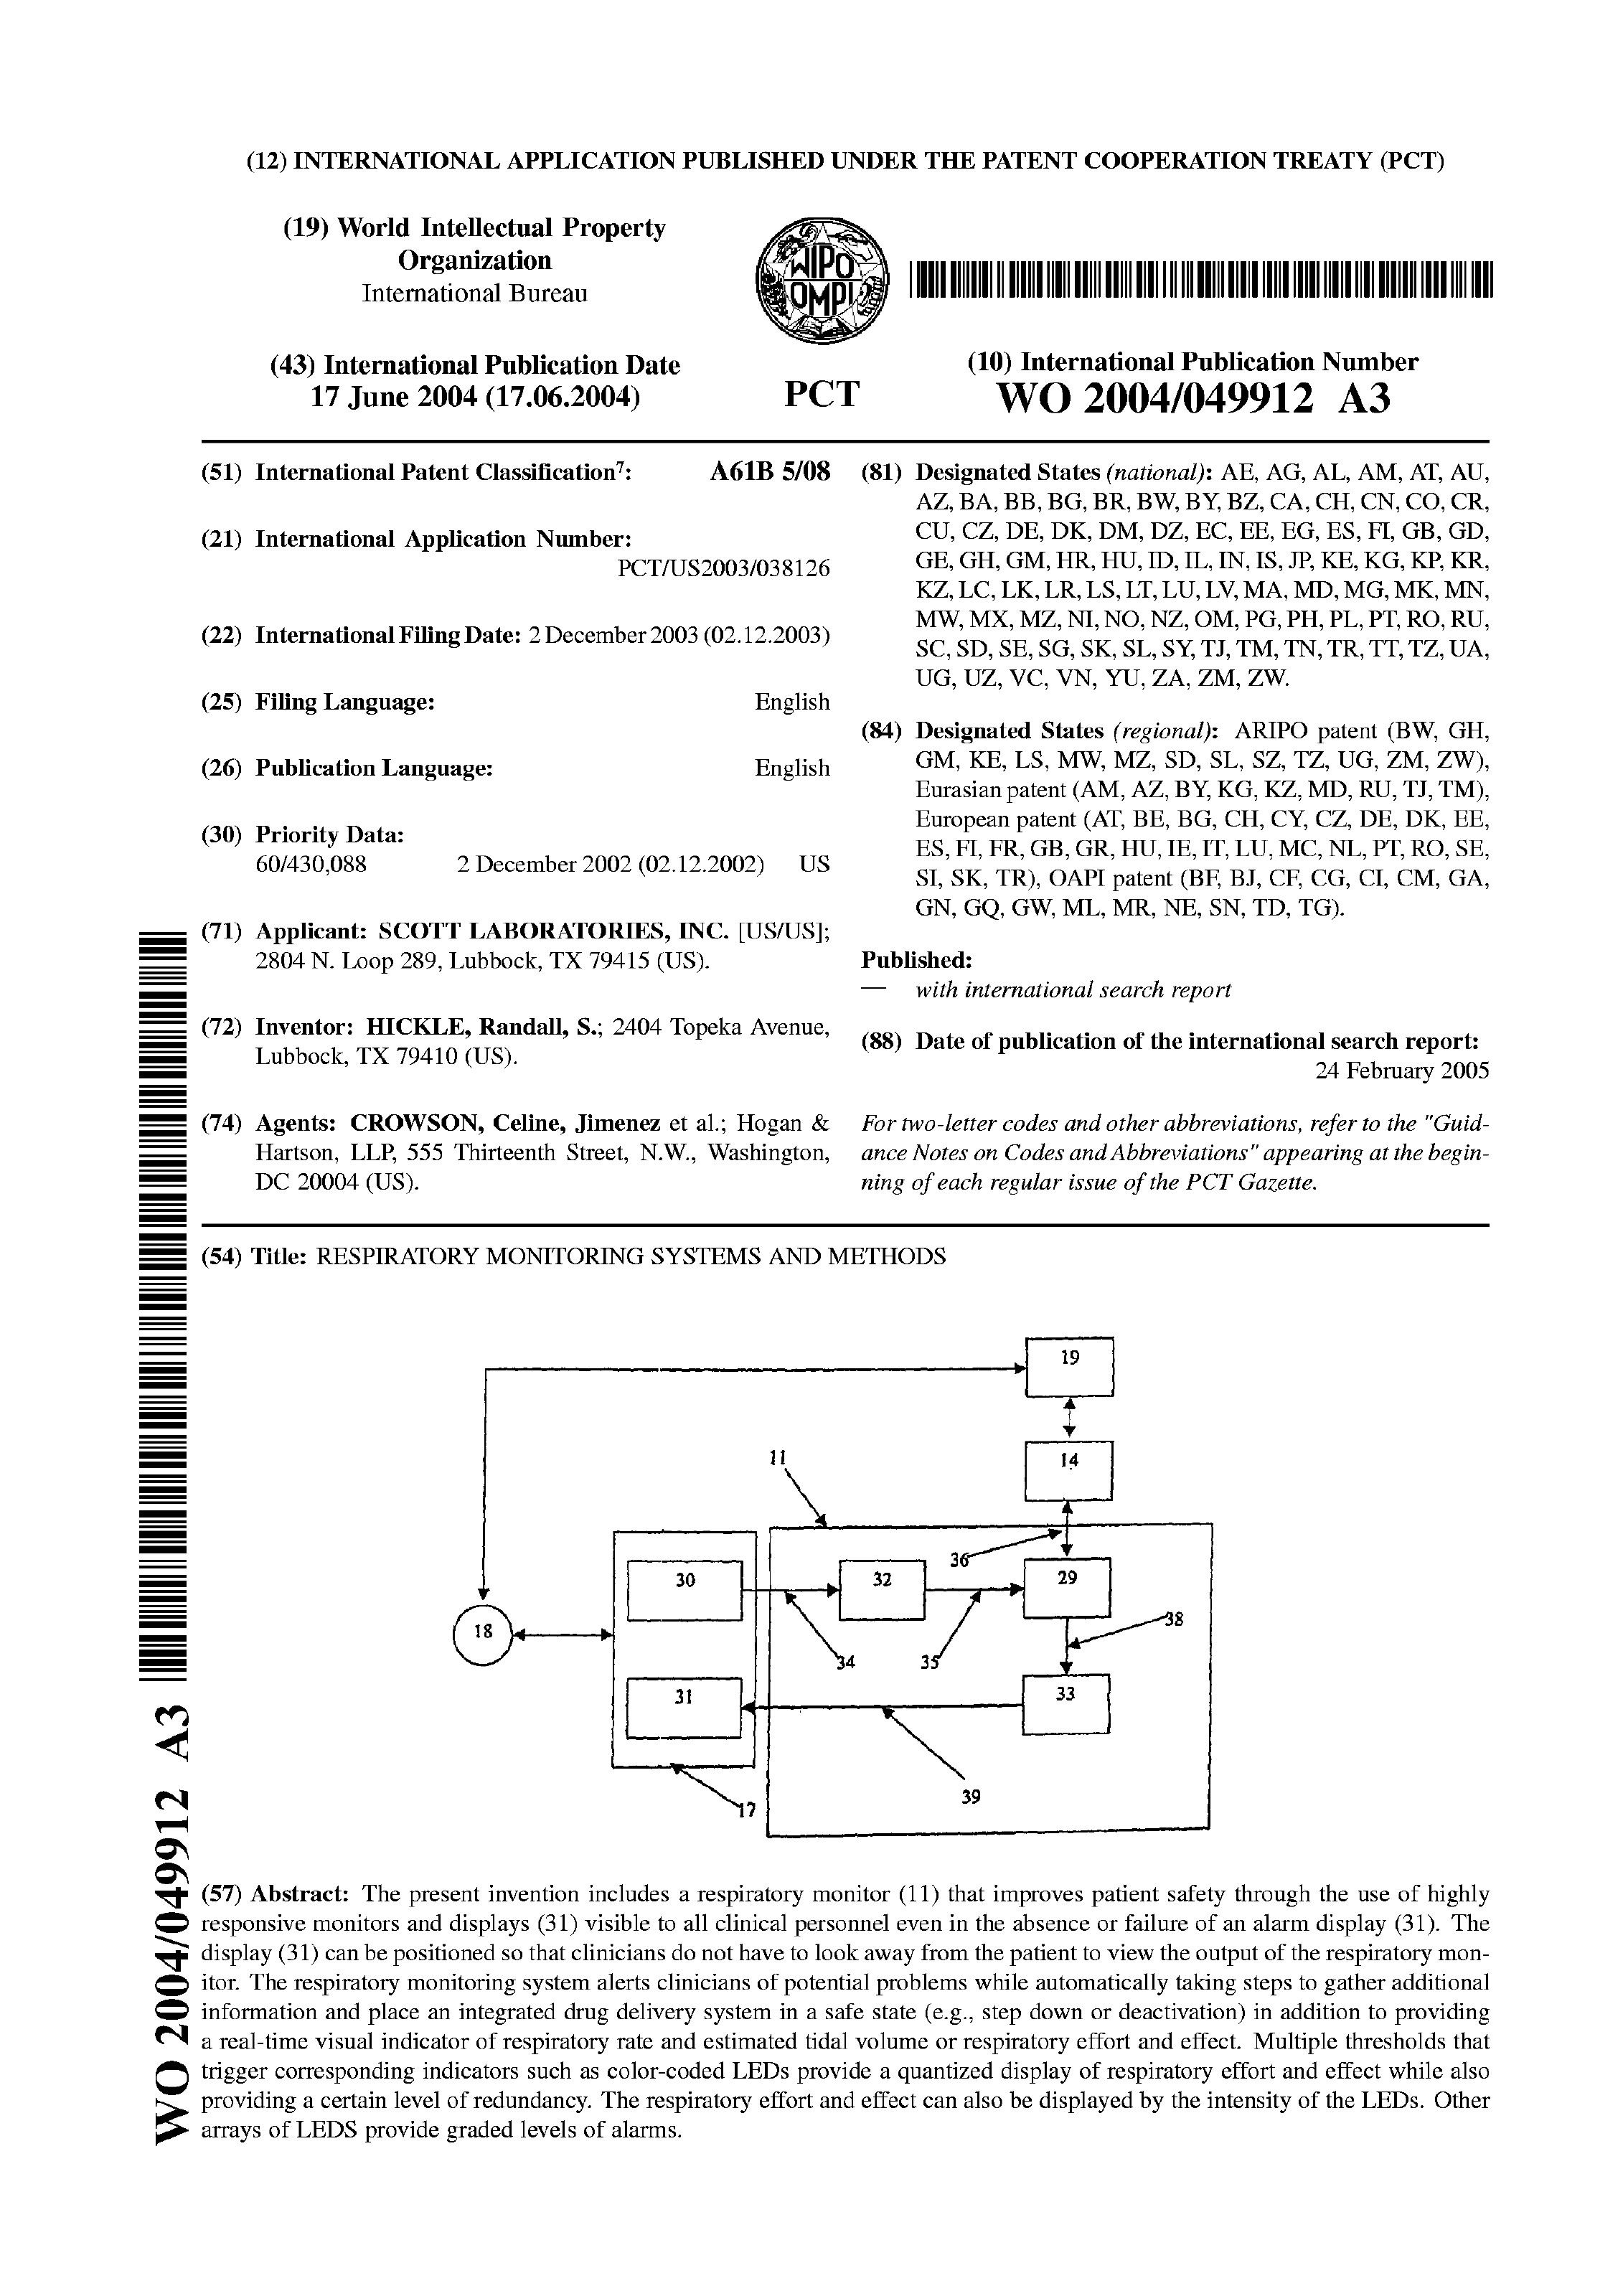 (12) INTERNATIONAL APPLICATION PUBLISHED UNDER THE PATENT COOPERATION TREATY (PCT)
(19) World Intellectual Property
Organization
International Bureau
WIPO
OMPI
(43) International Publication Date
17 June 2004 (17.06.2004)
PCT
(10) International Publication Number
WO 2004/049912 A3
(51) International Patent Classification7: A61B 5/08
(21) International Application Number:
PCT/US2003/038126
(22) International Filing Date: 2 December 2003 (02.12.2003)
(25) Filing Language: English
(26) Publication Language: English
(30) Priority Data:
60/430,088 2 December 2002 (02.12.2002) US
(71) Applicant: SCOTT LABORATORIES, INC. [US/US];
2804 N. Loop 289, Lubbock, TX 79415 (US).
(72) Inventor: HICKLE, Randall, S.; 2404 Topeka Avenue,
Lubbock, TX 79410 (US).
(74) Agents: CROWSON, Celine, Jimenez et al.; Hogan &
Hartson, LLP, 555 Thirteenth Street, N.W., Washington,
DC 20004 (US).
(81) Designated States (national): AE, AG, AL, AM, AT, AU,
AZ, BA, BB, BG, BR, BW, BY, BZ, CA, CH, CN, CO, CR,
CU, CZ, DE, DK, DM, DZ, EC, EE, EG, ES, FI, GB, GD,
GE, GH, GM, HR, HU, ID, IL, IN, IS, JP, KE, KG, KP, KR,
KZ, LC, LK, LR, LS, LT, LU, LV, MA, MD, MG, MK, MN,
MW, MX, MZ, NI, NO, NZ, OM, PG, PH, PL, PT, RO, RU,
SC, SD, SE, SG, SK, SL, SY, TJ, TM, TN, TR, TT, TZ, UA,
UG, UZ, VC, VN, YU, ZA, ZM, ZW.
(84) Designated States (regional): ARIPO patent (BW, GH,
GM, KE, LS, MW, MZ, SD, SL, SZ, TZ, UG, ZM, ZW),
Eurasian patent (AM, AZ, BY, KG, KZ, MD, RU, TJ, TM),
European patent (AT, BE, BG, CH, CY, CZ, DE, DK, EE,
ES, FI, FR, GB, GR, HU, IE, IT, LU, MC, NL, PT, RO, SE,
SI, SK, TR), OAPI patent (BF, BJ, CF, CG, CI, CM, GA,
GN, GQ, GW, ML, MR, NE, SN, TD, TG).
Published:
— with international search report
(88) Date of publication of the international search report:
24 February 2005
For two-letter codes and other abbreviations, refer to the "Guid-
ance Notes on Codes and Abbreviations" appearing at the begin-
ning of each regular issue of the PCT Gazette.
(54) Title: RESPIRATORY MONITORING SYSTEMS AND METHODS
19
11
14
36
30
32
29
18
38
34
35
31
33
39
17
(57) Abstract: The present invention includes a respiratory monitor (11) that improves patient safety through the use of highly
responsive monitors and displays (31) visible to all clinical personnel even in the absence or failure of an alarm display (31). The
display (31) can be positioned so that clinicians do not have to look away from the patient to view the output of the respiratory mon-
itor. The respiratory monitoring system alerts clinicians of potential problems while automatically taking steps to gather additional
information and place an integrated drug delivery system in a safe state (e.g., step down or deactivation) in addition to providing
a real-time visual indicator of respiratory rate and estimated tidal volume or respiratory effort and effect. Multiple thresholds that
trigger corresponding indicators such as color-coded LEDs provide a quantized display of respiratory effort and effect while also
providing a certain level of redundancy. The respiratory effort and effect can also be displayed by the intensity of the LEDs. Other
arrays of LEDS provide graded levels of alarms.
WO 2004/049912 A3